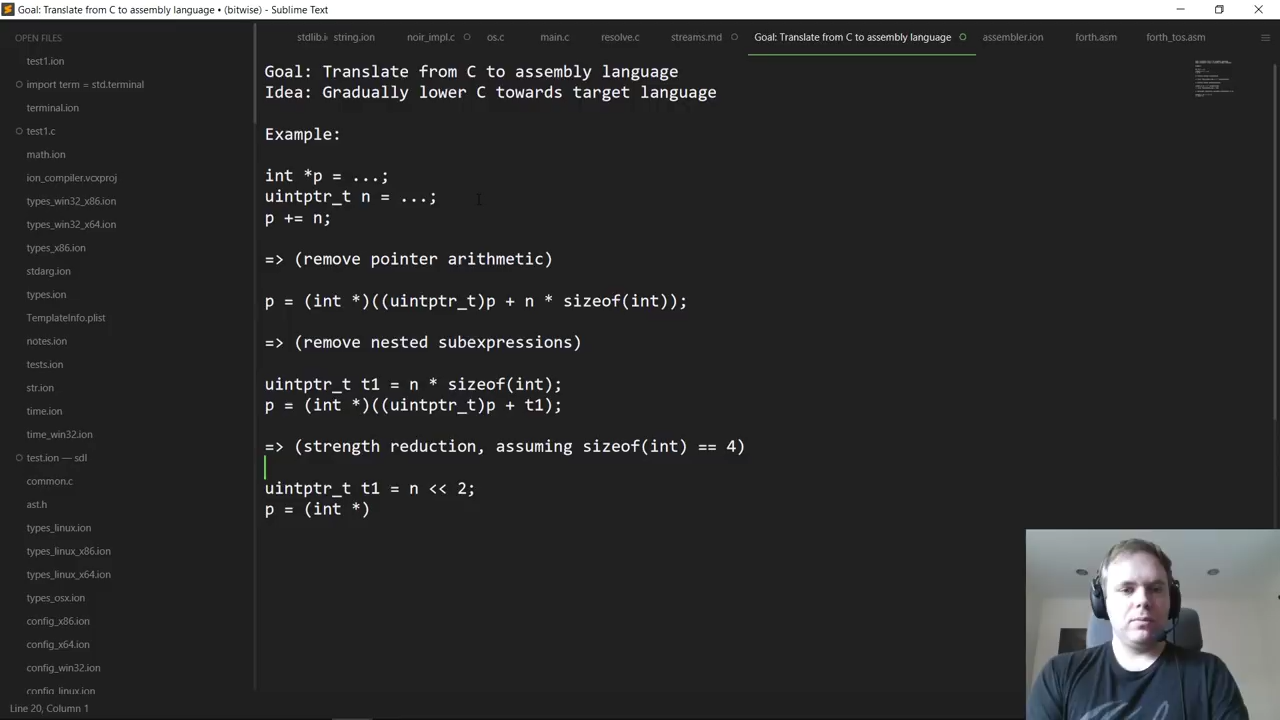 Goal: Translate from C to assembly language • (bitwise) - Sublime Text
OPEN FILES
test1.ion
import term = std.terminal
terminal.ion
test1.c
math.ion
ion_compiler.vcxproj
types_win32_x86.ion
types_win32_x64.ion
types_x86.ion
stdarg.ion
types.ion
TemplateInfo.plist
notes.ion
tests.ion
str.ion
time.ion
time_win32.ion
test.ion — sdl
common.c
ast.h
types_linux.ion
types_linux_x86.ion
types_linux_x64.ion
types_osx.ion
config_x86.ion
config_x64.ion
config_win32.ion
config_linux.ion
stdlib.i string.ion noir_impl.c os.c main.c resolve.c streams.md Goal: Translate from C to assembly language assembler.ion forth.asm forth_tos.asm
Goal: Translate from C to assembly language
Idea: Gradually lower C towards target language
Example:
int *p = ...;
uintptr_t n = ...;
p += n;
=> (remove pointer arithmetic)
p = (int *)((uintptr_t)p + n * sizeof(int));
=> (remove nested subexpressions)
uintptr_t t1 = n * sizeof(int);
p = (int *)((uintptr_t)p + t1);
=> (strength reduction, assuming sizeof(int) == 4)
uintptr_t t1 = n << 2;
p = (int *)
Line 20, Column 1